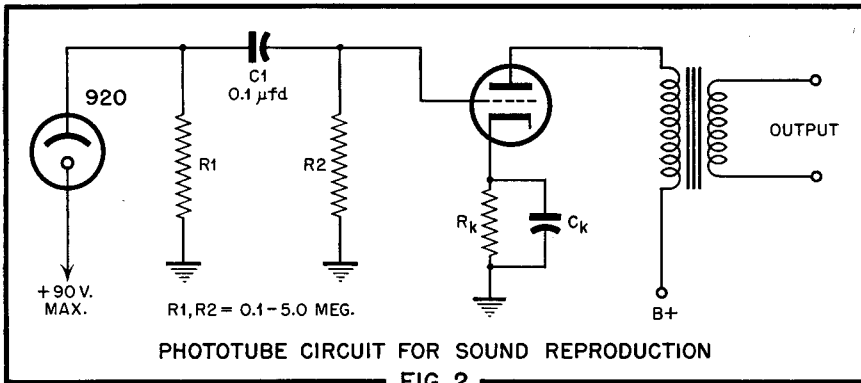 920
C1
0.1 µfd
R1
R2
Rk
Ck
OUTPUT
+90 V.
MAX.
R1, R2 = 0.1–5.0 MEG.
B+
PHOTOTUBE CIRCUIT FOR SOUND REPRODUCTION
FIG 2